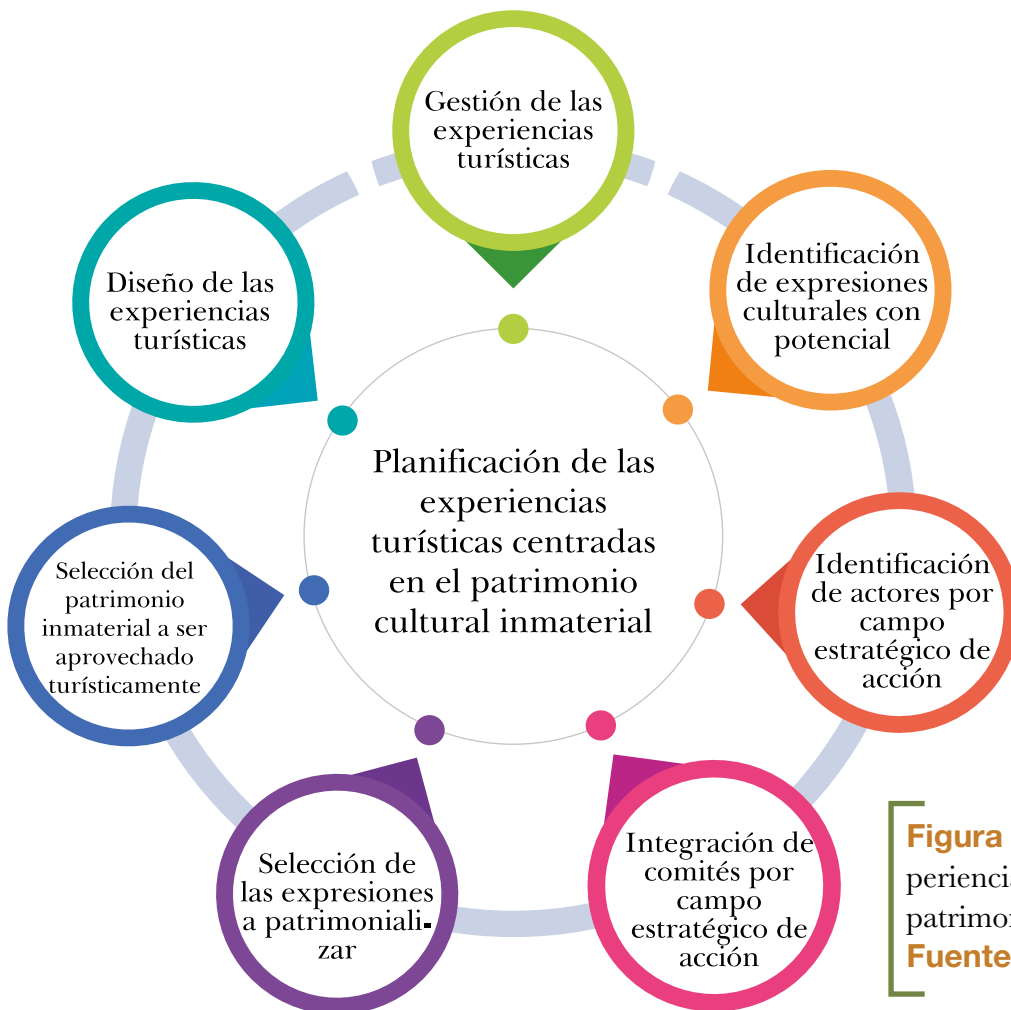 Gestión de las
experiencias
turísticas
Identificación
de expresiones
culturales con
potencial
Identificación
de actores por
campo
estratégico de
acción
Integración de
comités por
campo
estratégico de
acción
Selección de
las expresiones
a patrimoniali-
zar
Selección del
patrimonio
inmaterial a ser
aprovechado
turísticamente
Diseño de las
experiencias
turísticas
Planificación de las
experiencias
turísticas centradas
en el patrimonio
cultural inmaterial
Figura
periencia
patrimon
Fuente